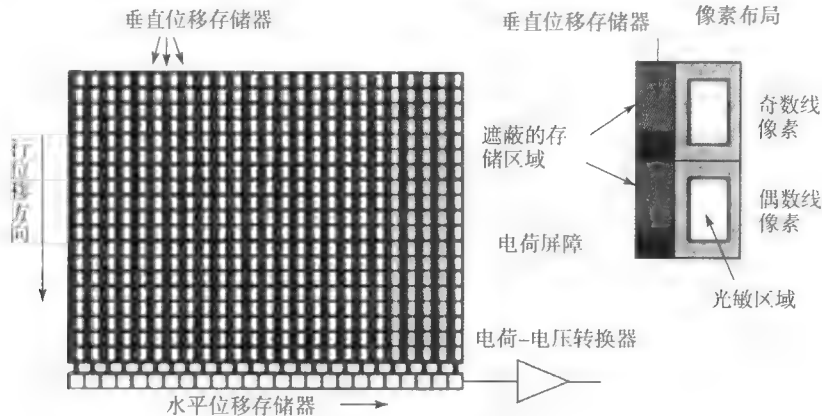 垂直位移存储器
垂直位移存储器
像素布局
行位移方向
遮蔽的存
储区域
奇数线
像素
偶数线
像素
电荷屏障
光敏区域
电荷-电压转换器
水平位移存储器